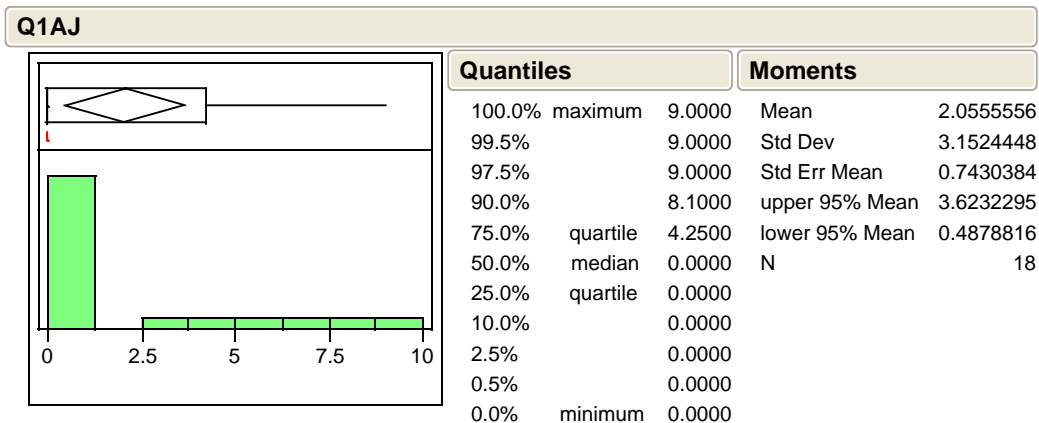 Q1AJ
0 2.5 5 7.5 10
Quantiles
100.0% maximum 9.0000
99.5% 9.0000
97.5% 9.0000
90.0% 8.1000
75.0% quartile 4.2500
50.0% median 0.0000
25.0% quartile 0.0000
10.0% 0.0000
2.5% 0.0000
0.5% 0.0000
0.0% minimum 0.0000
Moments
Mean 2.0555556
Std Dev 3.1524448
Std Err Mean 0.7430384
upper 95% Mean 3.6232295
lower 95% Mean 0.4878816
N 18